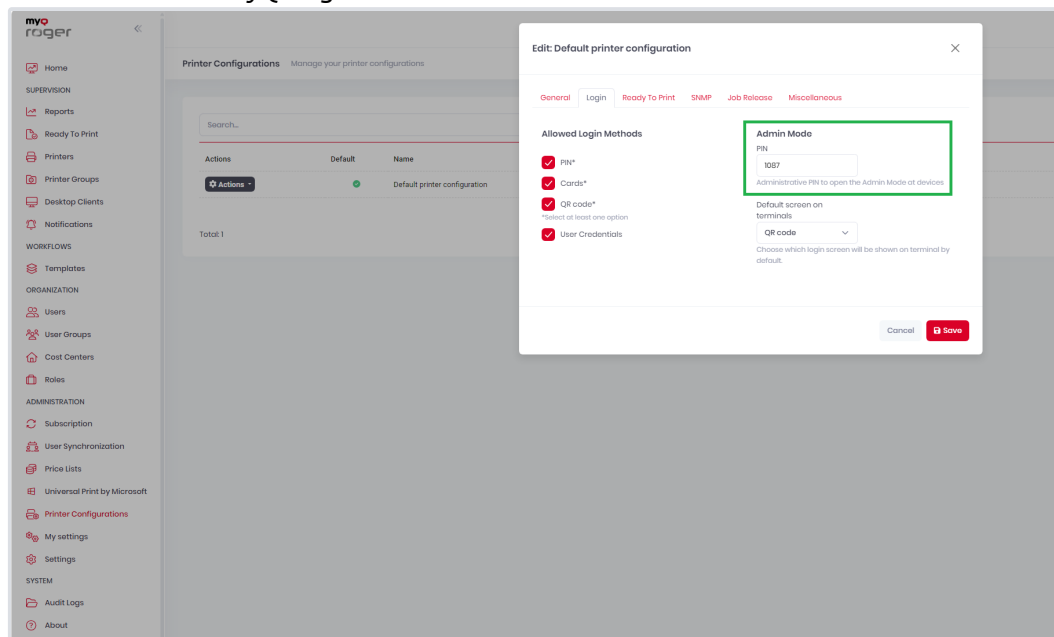 myQ
roger
Home
SUPERVISION
Reports
Ready To Print
Printers
Printer Groups
Desktop Clients
Notifications
WORKFLOWS
Templates
ORGANIZATION
Users
User Groups
Cost Centers
Roles
ADMINISTRATION
Subscription
User Synchronization
Price Lists
Universal Print by Microsoft
Printer Configurations
My settings
Settings
SYSTEM
Audit Logs
About
Printer Configurations Manage your printer configurations
Search...
Actions Default Name
Actions Default printer configuration
Total: 1
Edit: Default printer configuration
General Login Ready To Print SNMP Job Release Miscellaneous
Allowed Login Methods
PIN*
Cards*
QR code*
*Select at least one option
User Credentials
Admin Mode
PIN
1087
Administrative PIN to open the Admin Mode at devices
Default screen on
terminals
QR code
Choose which login screen will be shown on terminal by
default.
Cancel Save